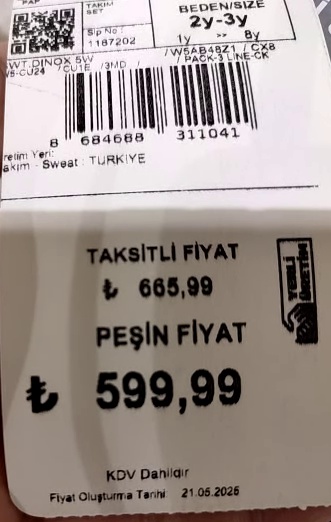 TAKIM
SET
Sip No :
1187202
BEDEN/SIZE
2y-3y
1y >> 8y
/W5AB48Z1 / CX8
WT.DINOX 5W / PACK-3 LINE-CK
W5-CU24 /CU1E /3MD /
8 684688 311041
retim Yeri:
akım - Sweat : TURKIYE
TAKSİTLİ FİYAT
₺ 665,99
PEŞİN FİYAT
₺ 599,99
YERLİ
ÜRETİM
KDV Dahildir
Fiyat Oluşturma Tarihi 21.05.2025